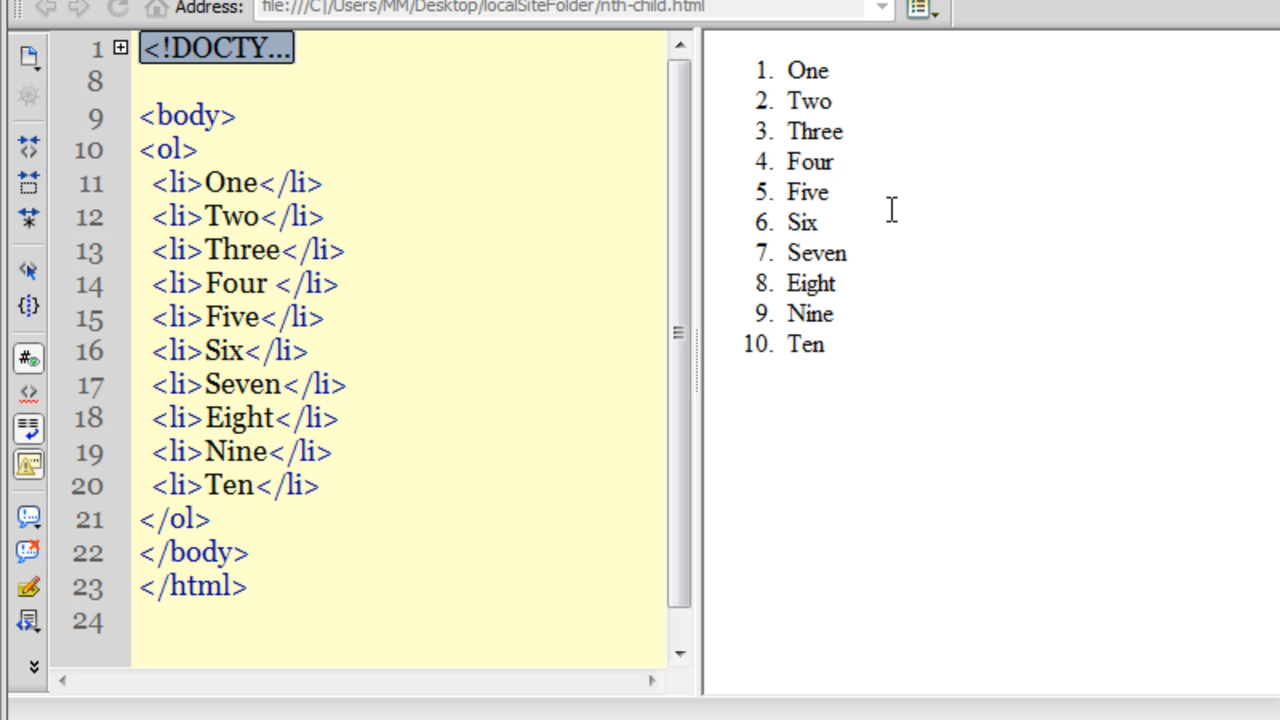 Address: file:///C|/Users/MM/Desktop/localSiteFolder/nth-child.html
1 <!DOCTY...
8
9 <body>
10 <ol>
11 <li>One</li>
12 <li>Two</li>
13 <li>Three</li>
14 <li>Four </li>
15 <li>Five</li>
16 <li>Six</li>
17 <li>Seven</li>
18 <li>Eight</li>
19 <li>Nine</li>
20 <li>Ten</li>
21 </ol>
22 </body>
23 </html>
24
1. One
2. Two
3. Three
4. Four
5. Five
6. Six
7. Seven
8. Eight
9. Nine
10. Ten